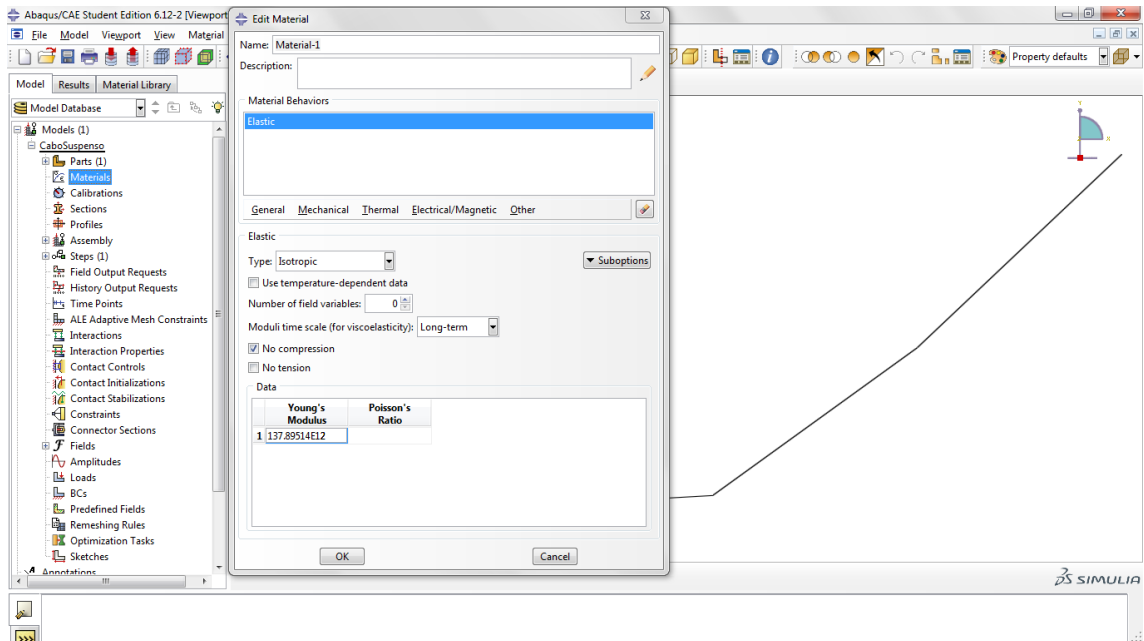 Abaqus/CAE Student Edition 6.12-2 [Viewport
File Model Viewport View Material
Property defaults
Model Results Material Library
Model Database
Models (1)
CaboSuspenso
Parts (1)
Materials
Calibrations
Sections
Profiles
Assembly
Steps (1)
Field Output Requests
History Output Requests
Time Points
ALE Adaptive Mesh Constraints
Interactions
Interaction Properties
Contact Controls
Contact Initializations
Contact Stabilizations
Constraints
Connector Sections
Fields
Amplitudes
Loads
BCs
Predefined Fields
Remeshing Rules
Optimization Tasks
Sketches
Annotations
Edit Material
Name: Material-1
Description:
Material Behaviors
Elastic
General Mechanical Thermal Electrical/Magnetic Other
Elastic
Type: Isotropic
Suboptions
Use temperature-dependent data
Number of field variables: 0
Moduli time scale (for viscoelasticity): Long-term
No compression
No tension
Data
Young's Poisson's
Modulus Ratio
1 137.89514E12
OK Cancel
Y
X
SIMULIA
>>>